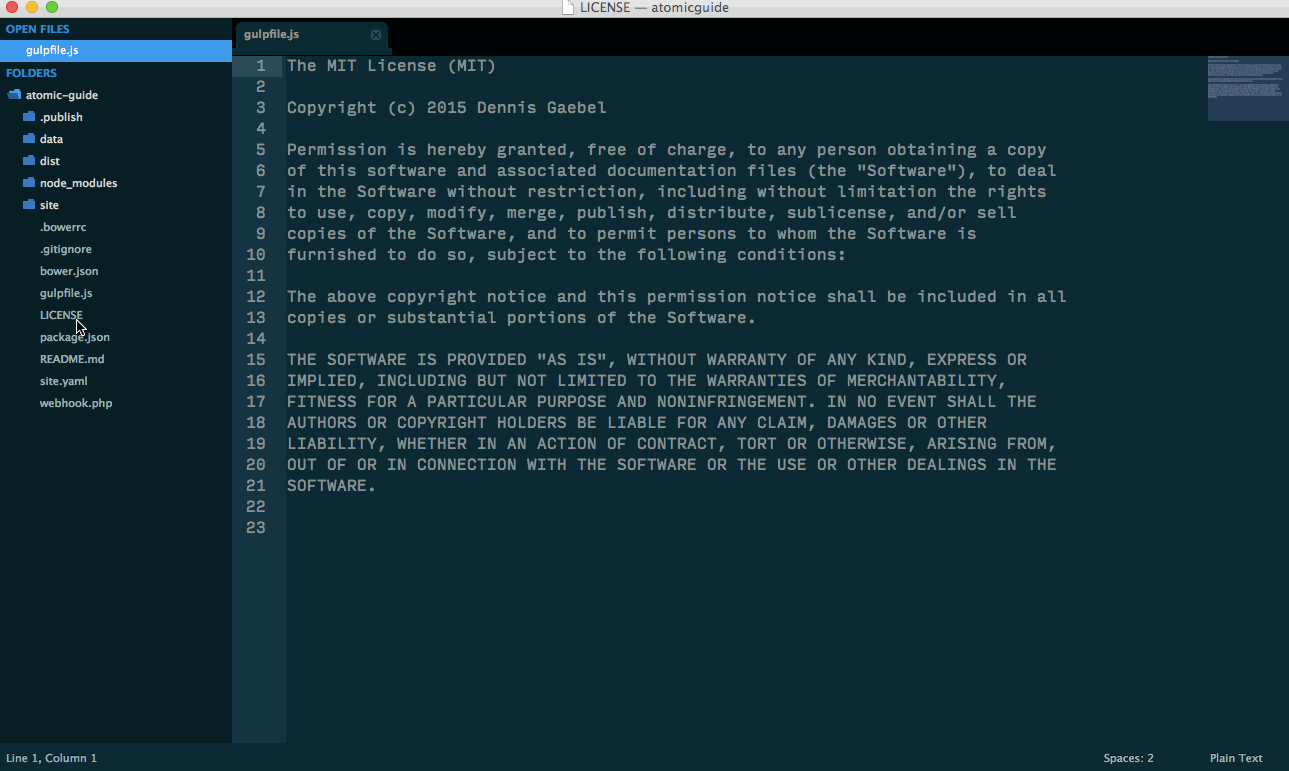 LICENSE — atomicguide
OPEN FILES
gulpfile.js
FOLDERS
atomic-guide
.publish
data
dist
node_modules
site
.bowerrc
.gitignore
bower.json
gulpfile.js
LICENSE
package.json
README.md
site.yaml
webhook.php
gulpfile.js
1 The MIT License (MIT)
2
3 Copyright (c) 2015 Dennis Gaebel
4
5 Permission is hereby granted, free of charge, to any person obtaining a copy
6 of this software and associated documentation files (the "Software"), to deal
7 in the Software without restriction, including without limitation the rights
8 to use, copy, modify, merge, publish, distribute, sublicense, and/or sell
9 copies of the Software, and to permit persons to whom the Software is
10 furnished to do so, subject to the following conditions:
11
12 The above copyright notice and this permission notice shall be included in all
13 copies or substantial portions of the Software.
14
15 THE SOFTWARE IS PROVIDED "AS IS", WITHOUT WARRANTY OF ANY KIND, EXPRESS OR
16 IMPLIED, INCLUDING BUT NOT LIMITED TO THE WARRANTIES OF MERCHANTABILITY,
17 FITNESS FOR A PARTICULAR PURPOSE AND NONINFRINGEMENT. IN NO EVENT SHALL THE
18 AUTHORS OR COPYRIGHT HOLDERS BE LIABLE FOR ANY CLAIM, DAMAGES OR OTHER
19 LIABILITY, WHETHER IN AN ACTION OF CONTRACT, TORT OR OTHERWISE, ARISING FROM,
20 OUT OF OR IN CONNECTION WITH THE SOFTWARE OR THE USE OR OTHER DEALINGS IN THE
21 SOFTWARE.
22
23
Line 1, Column 1
Spaces: 2
Plain Text